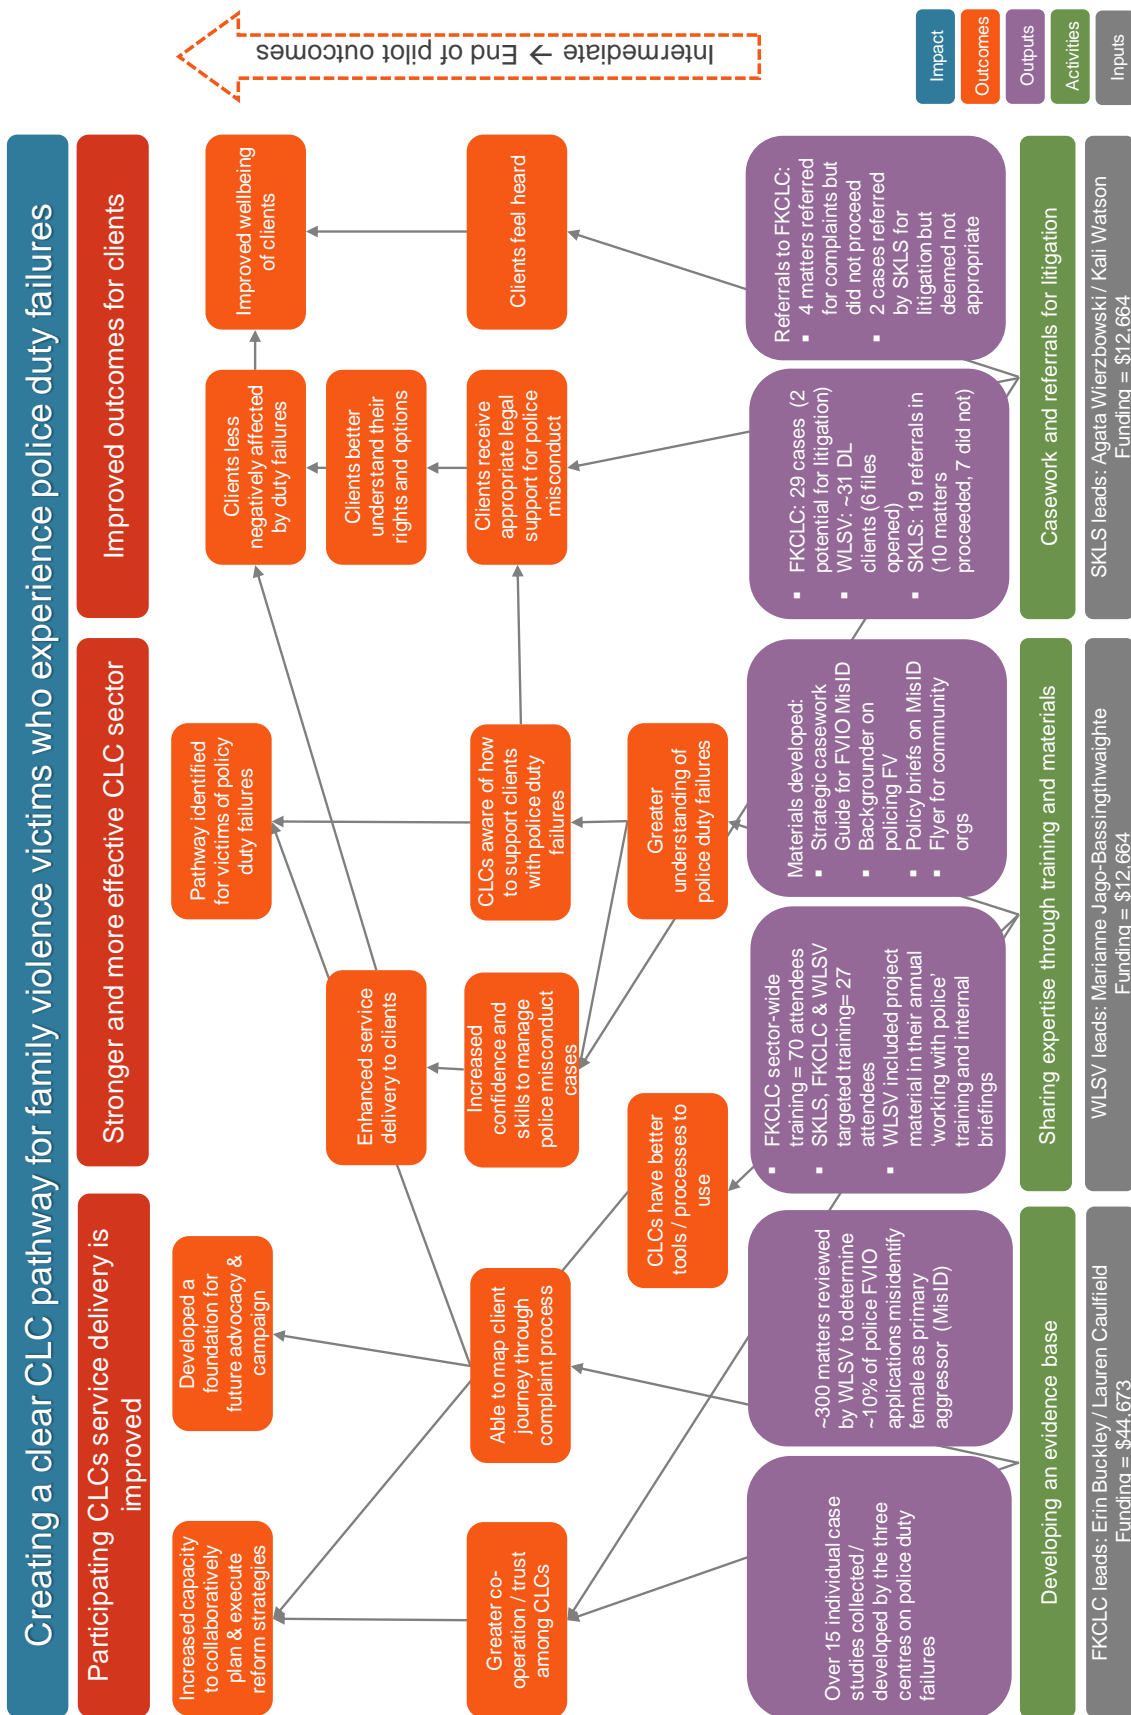 Creating a clear CLC pathway for family violence victims who experience police duty failures
Participating CLCs service delivery is
improved
Stronger and more effective CLC sector
Improved outcomes for clients
Increased capacity
to collaboratively
plan & execute
reform strategies
Developed a
foundation for
future advocacy &
campaign
Pathway identified
for victims of policy
duty failures
Clients less
negatively affected
by duty failures
Improved wellbeing
of clients
Enhanced service
delivery to clients
Clients better
understand their
rights and options
Greater co-
operation / trust
among CLCs
Able to map client
journey through
complaint process
Increased
confidence and
skills to manage
police misconduct
cases
CLCs aware of how
to support clients
with police duty
failures
Clients receive
appropriate legal
support for police
misconduct
Clients feel heard
CLCs have better
tools / processes to
use
Greater
understanding of
police duty failures
Over 15 individual case
studies collected /
developed by the three
centres on police duty
failures
~300 matters reviewed
by WLSV to determine
~10% of police FVIO
applications misidentify
female as primary
aggressor (MisID)
▪ FKCLC sector-wide
training = 70 attendees
▪ SKLS, FKCLC & WLSV
targeted training= 27
attendees
▪ WLSV included project
material in their annual
‘working with police’
training and internal
briefings
Materials developed:
▪ Strategic casework
Guide for FVIO MisID
▪ Backgrounder on
policing FV
▪ Policy briefs on MisID
▪ Flyer for community
orgs
▪ FKCLC: 29 cases (2
potential for litigation)
▪ WLSV: ~31 DL
clients (6 files
opened)
▪ SKLS: 19 referrals in
(10 matters
proceeded, 7 did not)
Referrals to FKCLC:
▪ 4 matters referred
for complaints but
did not proceed
▪ 2 cases referred
by SKLS for
litigation but
deemed not
appropriate
Developing an evidence base
Sharing expertise through training and materials
Casework and referrals for litigation
FKCLC leads: Erin Buckley / Lauren Caulfield
Funding = $44,673
WLSV leads: Marianne Jago-Bassingthwaighte
Funding = $12,664
SKLS leads: Agata Wierzbowski / Kali Watson
Funding = $12,664
Intermediate → End of pilot outcomes
Impact
Outcomes
Outputs
Activities
Inputs